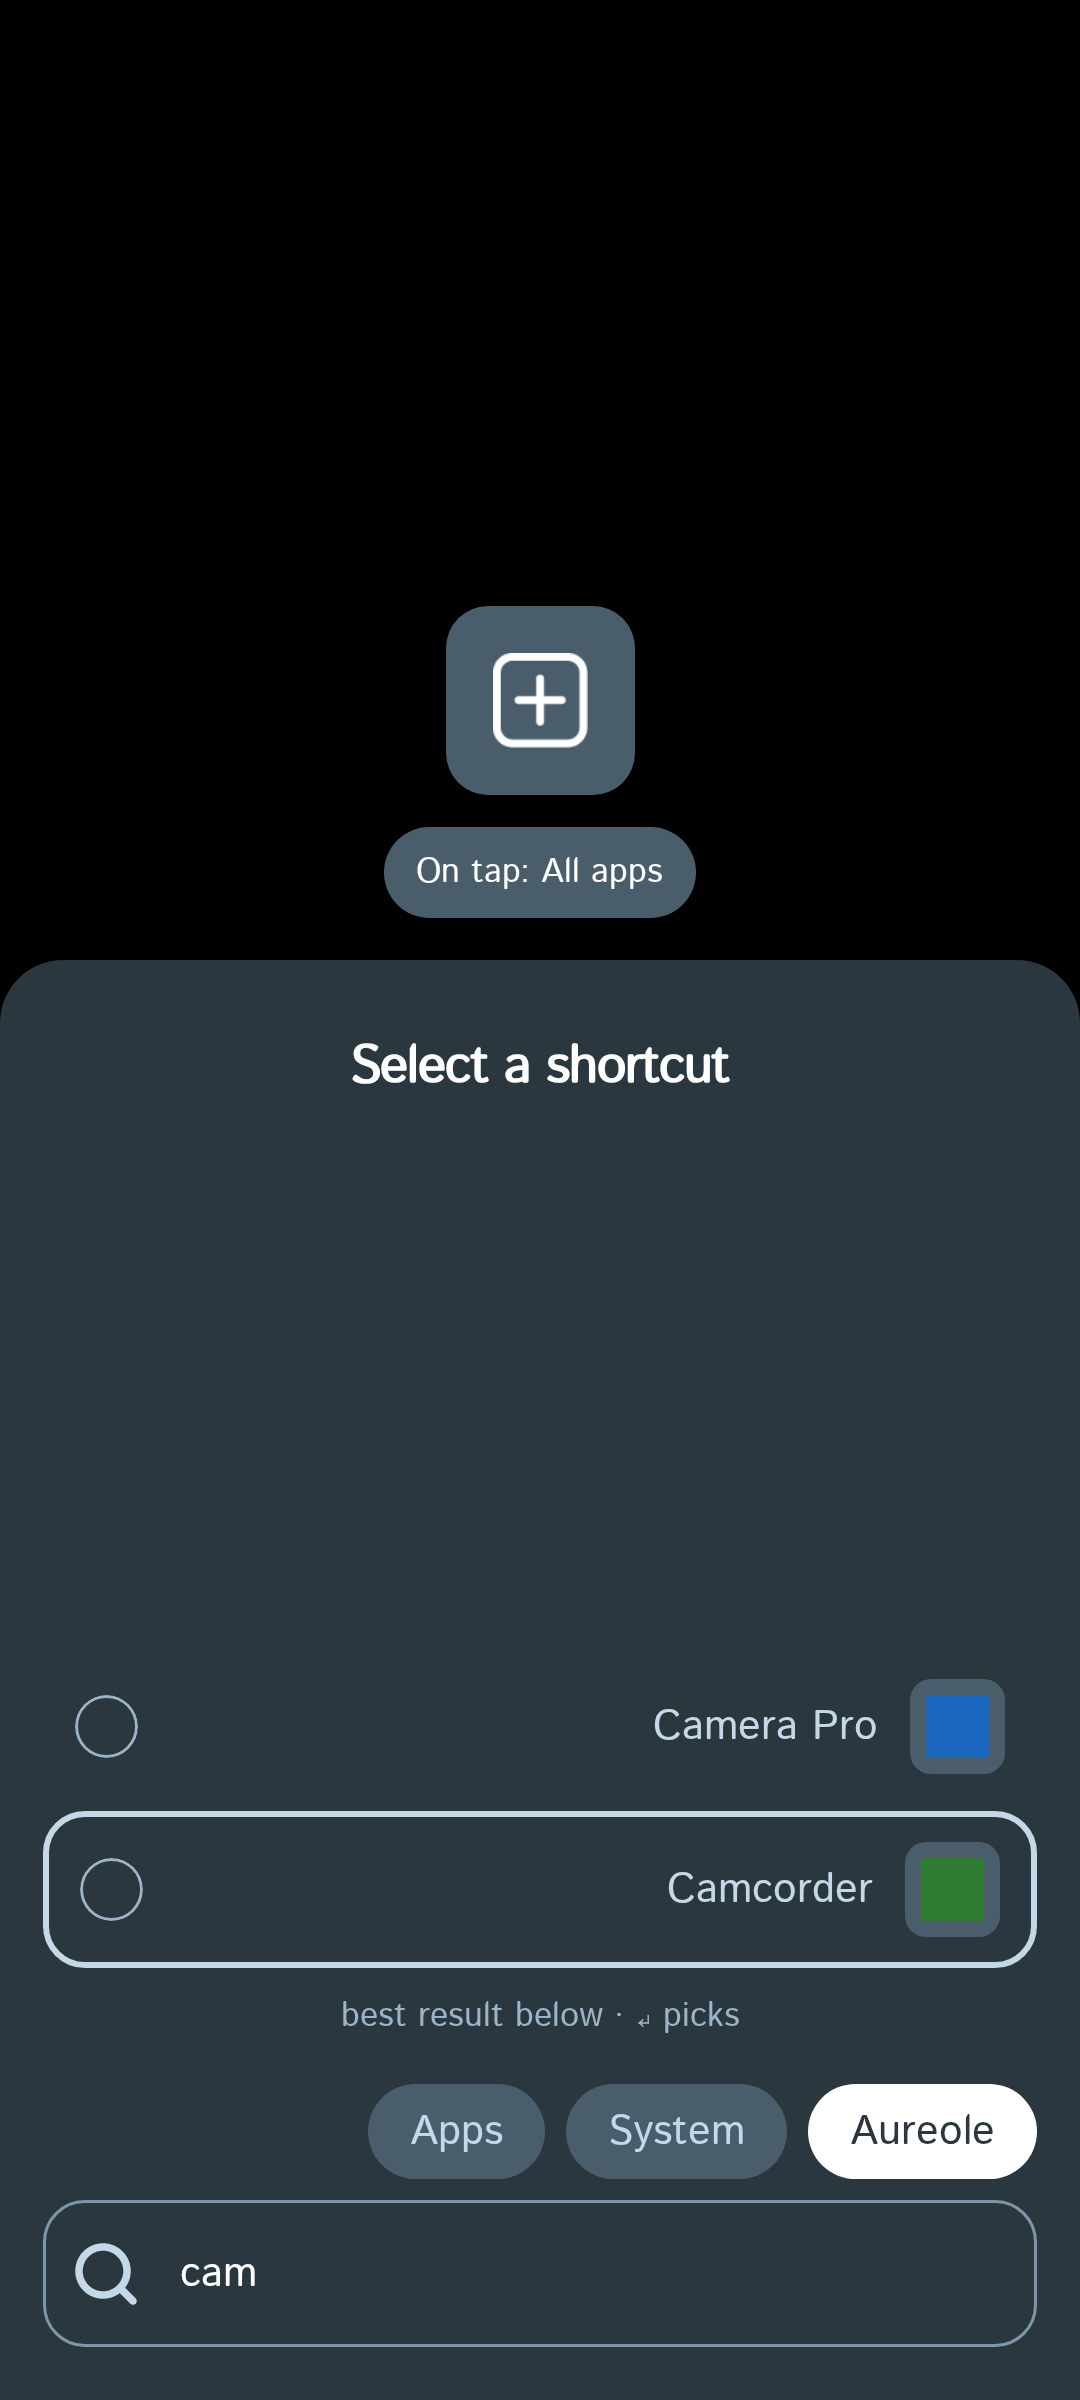 On tap: All apps
Select a shortcut
Camera Pro
Camcorder
best result below · ↵ picks
Apps System Aureole
cam